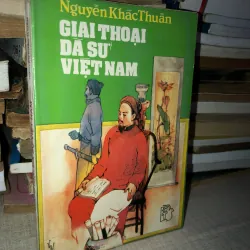 Nguyễn Khắc Thuần
GIAI THOẠI
DÃ SỬ
VIỆT NAM